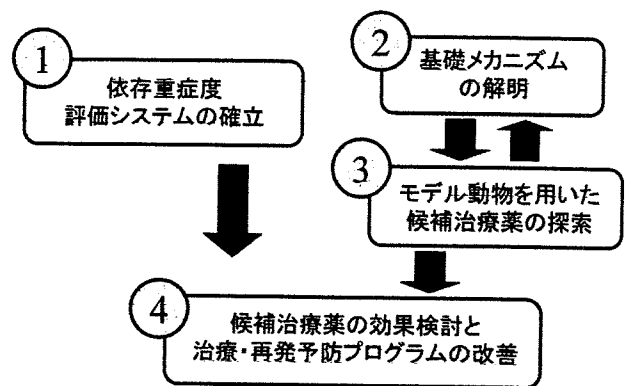 1
依存重症度
評価システムの確立
2
基礎メカニズム
の解明
3
モデル動物を用いた
候補治療薬の探索
4
候補治療薬の効果検討と
治療・再発予防プログラムの改善